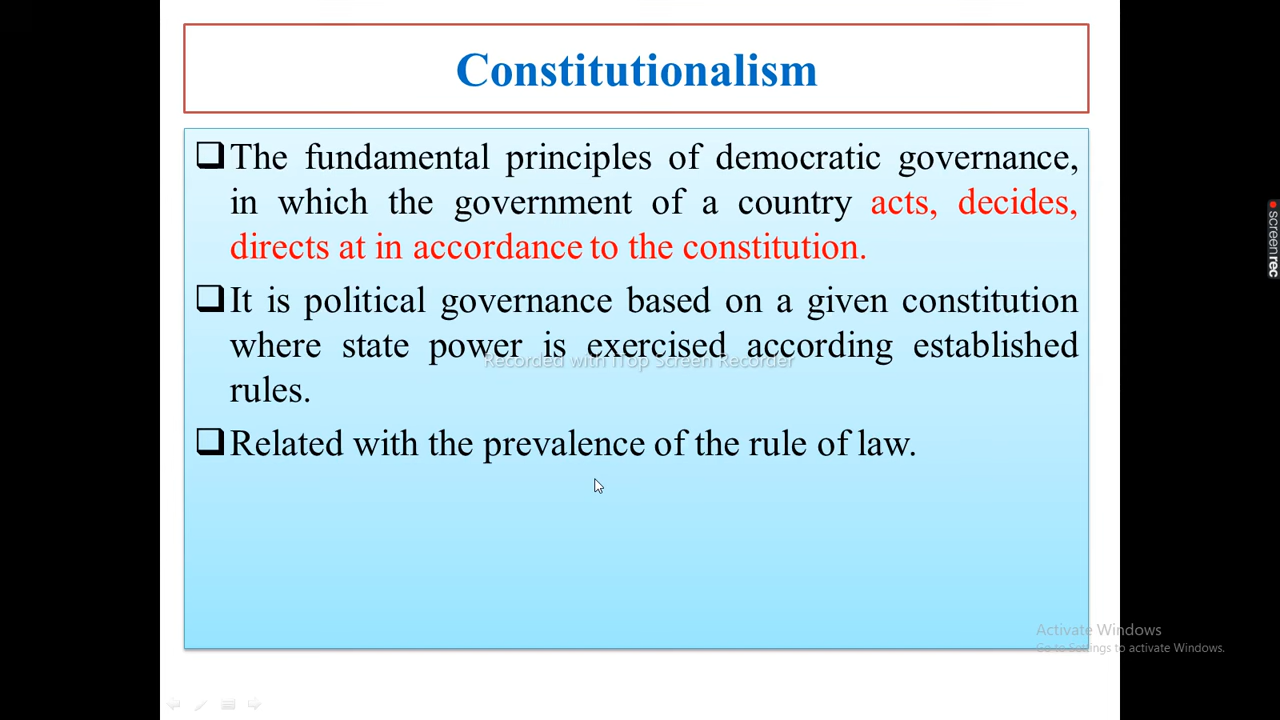 Constitutionalism
The fundamental principles of democratic governance,
in which the government of a country acts, decides,
directs at in accordance to the constitution.
It is political governance based on a given constitution
where state power is exercised according established
Recorded with iTop Screen Recorder
rules.
Related with the prevalence of the rule of law.
Activate Windows
Go to Settings to activate Windows.
screenrec